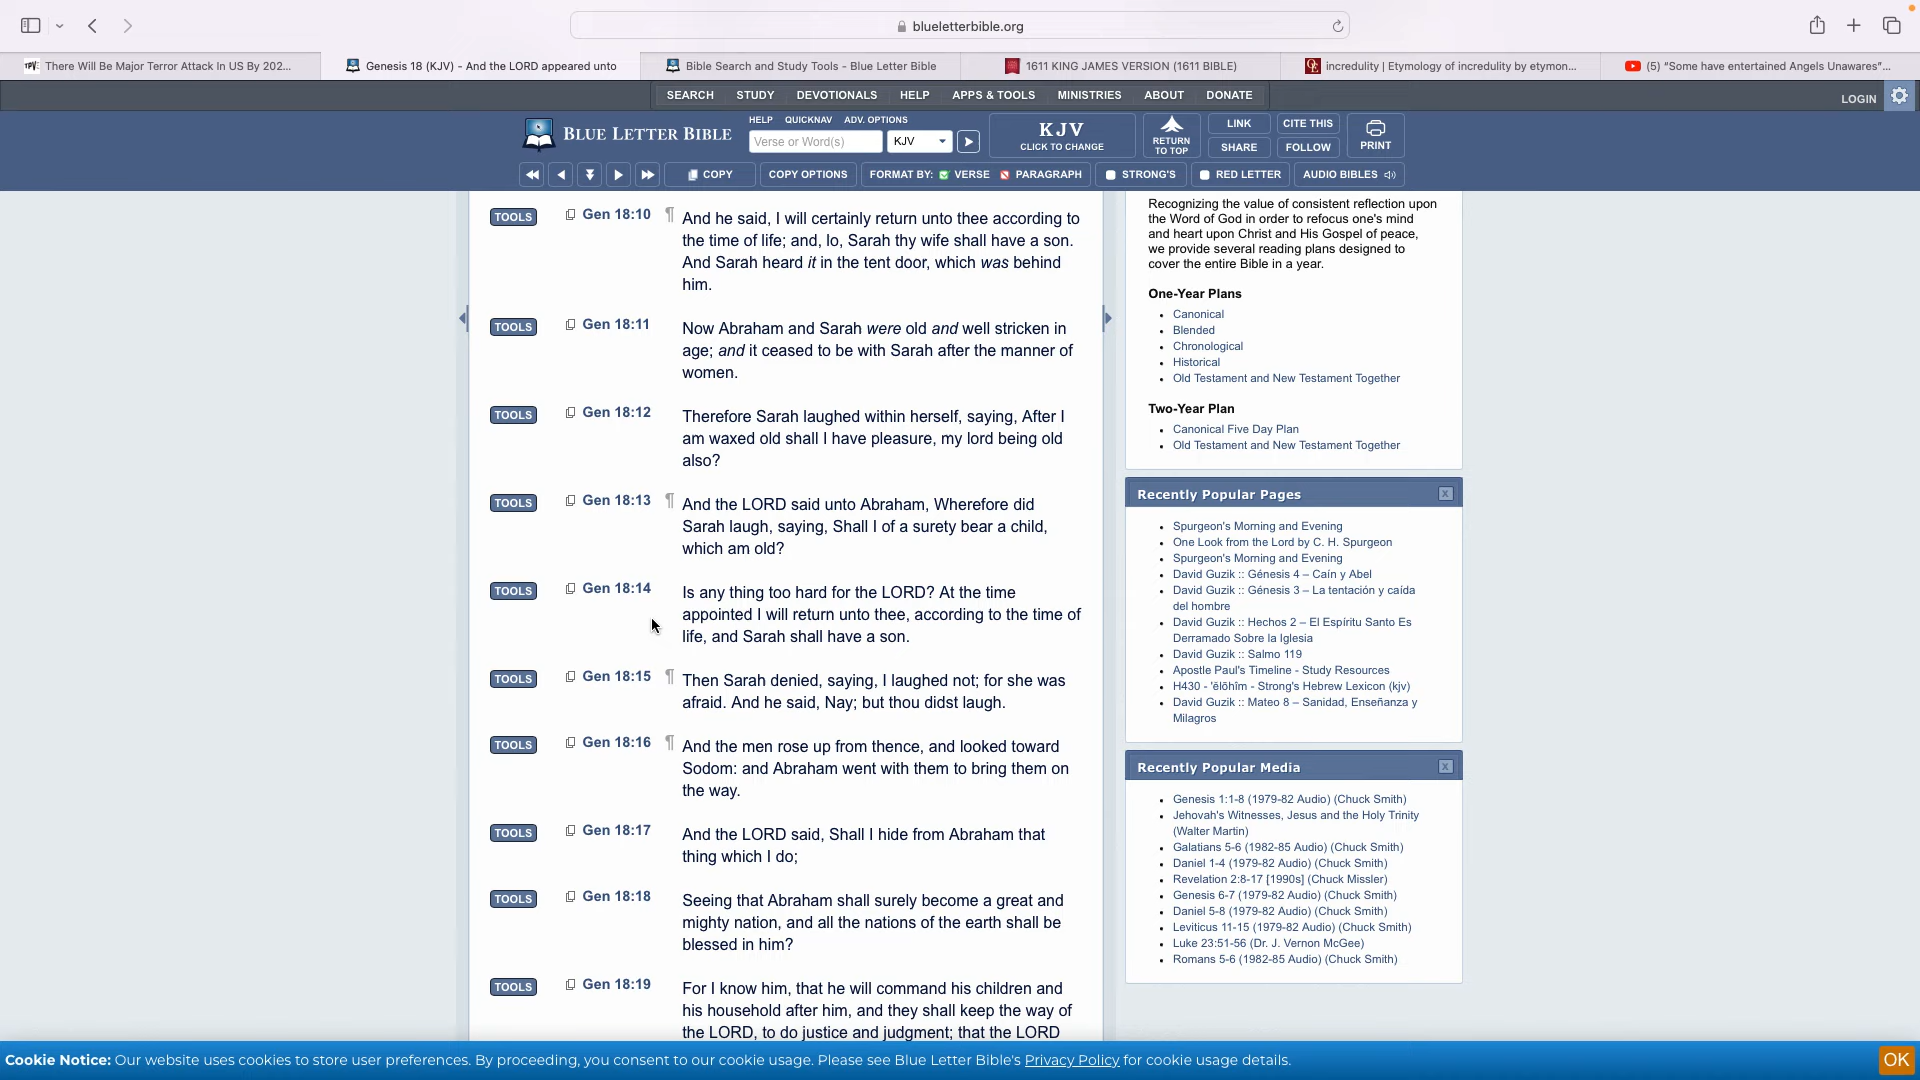 blueletterbible.org
There Will Be Major Terror Attack In US By 202...
Genesis 18 (KJV) - And the LORD appeared unto
Bible Search and Study Tools - Blue Letter Bible
1611 KING JAMES VERSION (1611 BIBLE)
incredulity | Etymology of incredulity by etymon...
(5) “Some have entertained Angels Unawares”...
SEARCH STUDY DEVOTIONALS HELP APPS & TOOLS MINISTRIES ABOUT DONATE
LOGIN
BLUE LETTER BIBLE
HELP QUICKNAV ADV. OPTIONS
Verse or Word(s)
KJV
KJV
CLICK TO CHANGE
RETURN
TO TOP
LINK
CITE THIS
SHARE
FOLLOW
PRINT
COPY
COPY OPTIONS
FORMAT BY: VERSE PARAGRAPH
STRONG'S
RED LETTER
AUDIO BIBLES
TOOLS Gen 18:10 ¶ And he said, I will certainly return unto thee according to
the time of life; and, lo, Sarah thy wife shall have a son.
And Sarah heard it in the tent door, which was behind
him.
TOOLS Gen 18:11 Now Abraham and Sarah were old and well stricken in
age; and it ceased to be with Sarah after the manner of
women.
TOOLS Gen 18:12 Therefore Sarah laughed within herself, saying, After I
am waxed old shall I have pleasure, my lord being old
also?
TOOLS Gen 18:13 ¶ And the LORD said unto Abraham, Wherefore did
Sarah laugh, saying, Shall I of a surety bear a child,
which am old?
TOOLS Gen 18:14 Is any thing too hard for the LORD? At the time
appointed I will return unto thee, according to the time of
life, and Sarah shall have a son.
TOOLS Gen 18:15 ¶ Then Sarah denied, saying, I laughed not; for she was
afraid. And he said, Nay; but thou didst laugh.
TOOLS Gen 18:16 ¶ And the men rose up from thence, and looked toward
Sodom: and Abraham went with them to bring them on
the way.
TOOLS Gen 18:17 And the LORD said, Shall I hide from Abraham that
thing which I do;
TOOLS Gen 18:18 Seeing that Abraham shall surely become a great and
mighty nation, and all the nations of the earth shall be
blessed in him?
TOOLS Gen 18:19 For I know him, that he will command his children and
his household after him, and they shall keep the way of
the LORD, to do justice and judgment; that the LORD
Recognizing the value of consistent reflection upon
the Word of God in order to refocus one's mind
and heart upon Christ and His Gospel of peace,
we provide several reading plans designed to
cover the entire Bible in a year.
One-Year Plans
Canonical
Blended
Chronological
Historical
Old Testament and New Testament Together
Two-Year Plan
Canonical Five Day Plan
Old Testament and New Testament Together
Recently Popular Pages
Spurgeon's Morning and Evening
One Look from the Lord by C. H. Spurgeon
Spurgeon's Morning and Evening
David Guzik :: Génesis 4 – Caín y Abel
David Guzik :: Génesis 3 – La tentación y caída
del hombre
David Guzik :: Hechos 2 – El Espíritu Santo Es
Derramado Sobre la Iglesia
David Guzik :: Salmo 119
Apostle Paul's Timeline - Study Resources
H430 - 'ĕlōhîm - Strong's Hebrew Lexicon (kjv)
David Guzik :: Mateo 8 – Sanidad, Enseñanza y
Milagros
Recently Popular Media
Genesis 1:1-8 (1979-82 Audio) (Chuck Smith)
Jehovah's Witnesses, Jesus and the Holy Trinity
(Walter Martin)
Galatians 5-6 (1982-85 Audio) (Chuck Smith)
Daniel 1-4 (1979-82 Audio) (Chuck Smith)
Revelation 2:8-17 [1990s] (Chuck Missler)
Genesis 6-7 (1979-82 Audio) (Chuck Smith)
Daniel 5-8 (1979-82 Audio) (Chuck Smith)
Leviticus 11-15 (1979-82 Audio) (Chuck Smith)
Luke 23:51-56 (Dr. J. Vernon McGee)
Romans 5-6 (1982-85 Audio) (Chuck Smith)
Cookie Notice: Our website uses cookies to store user preferences. By proceeding, you consent to our cookie usage. Please see Blue Letter Bible's Privacy Policy for cookie usage details.
OK